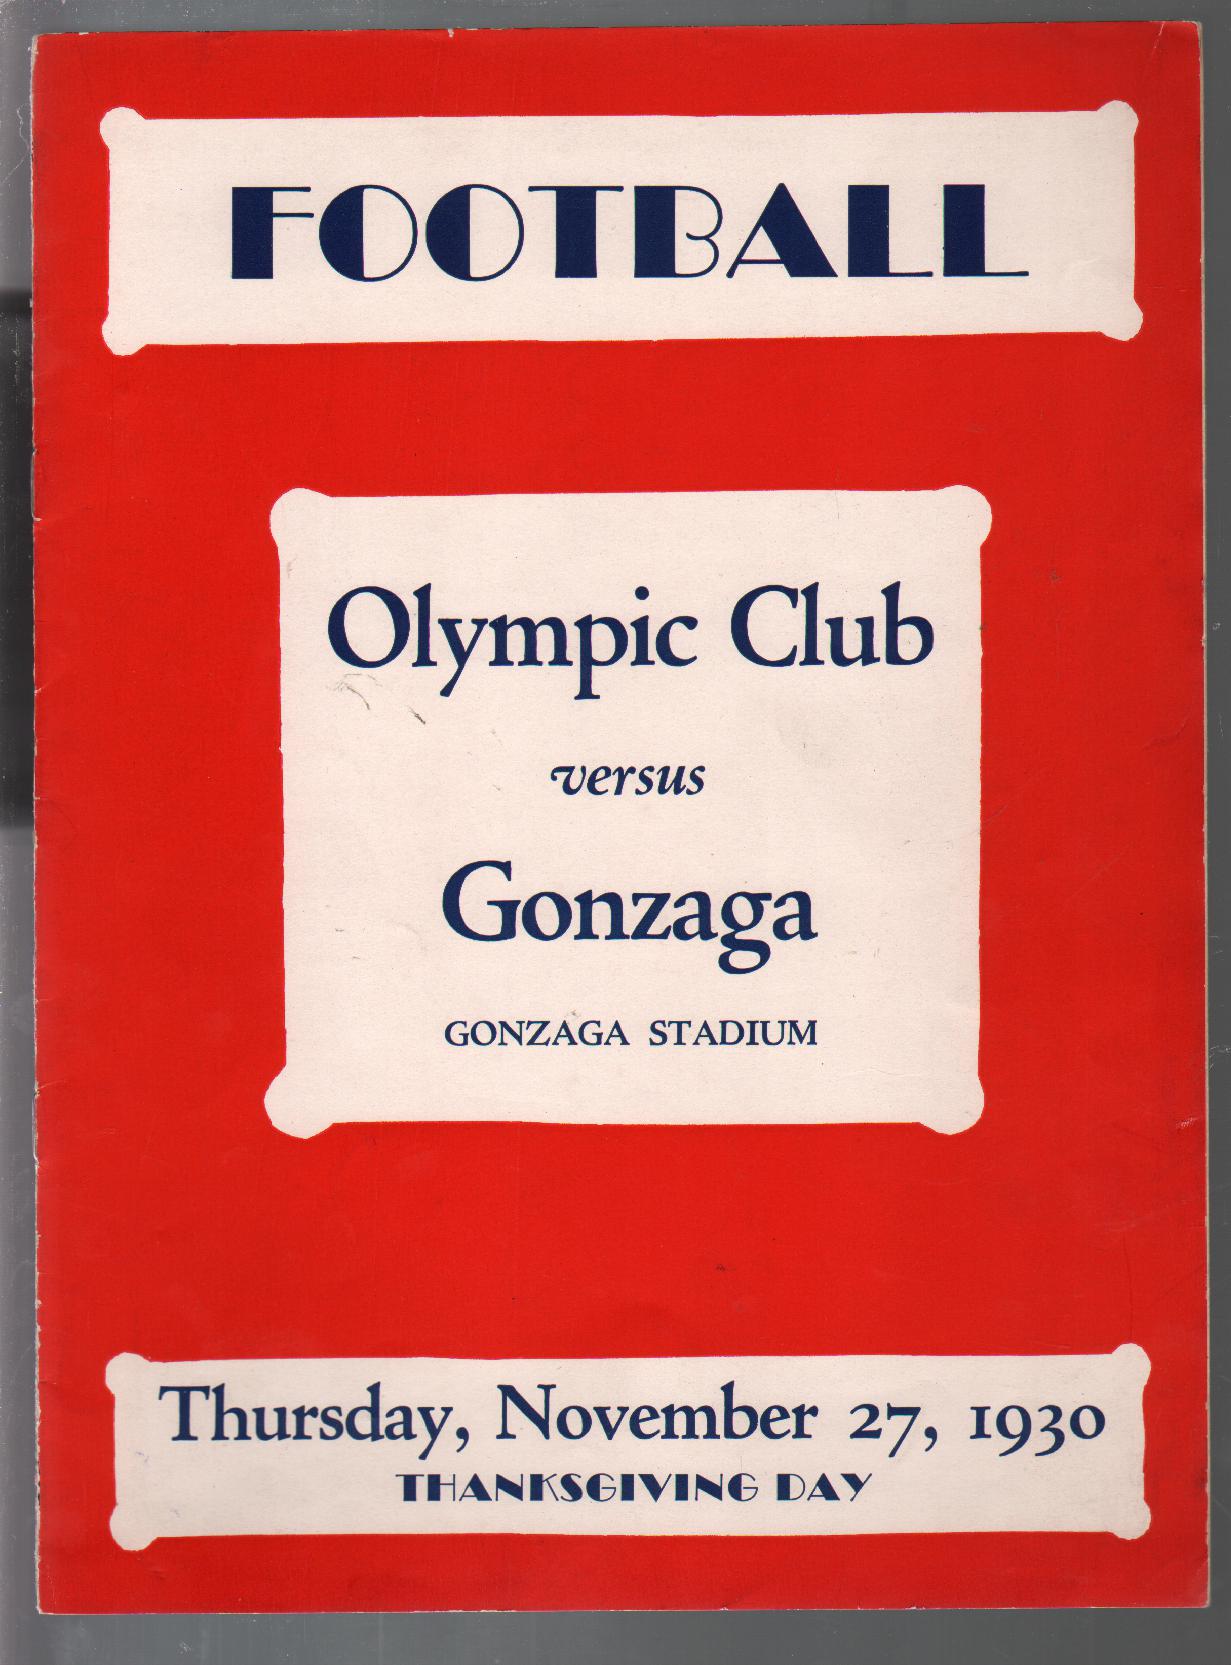 FOOTBALL
Olympic Club
versus
Gonzaga
GONZAGA STADIUM
Thursday, November 27, 1930
THANKSGIVING DAY